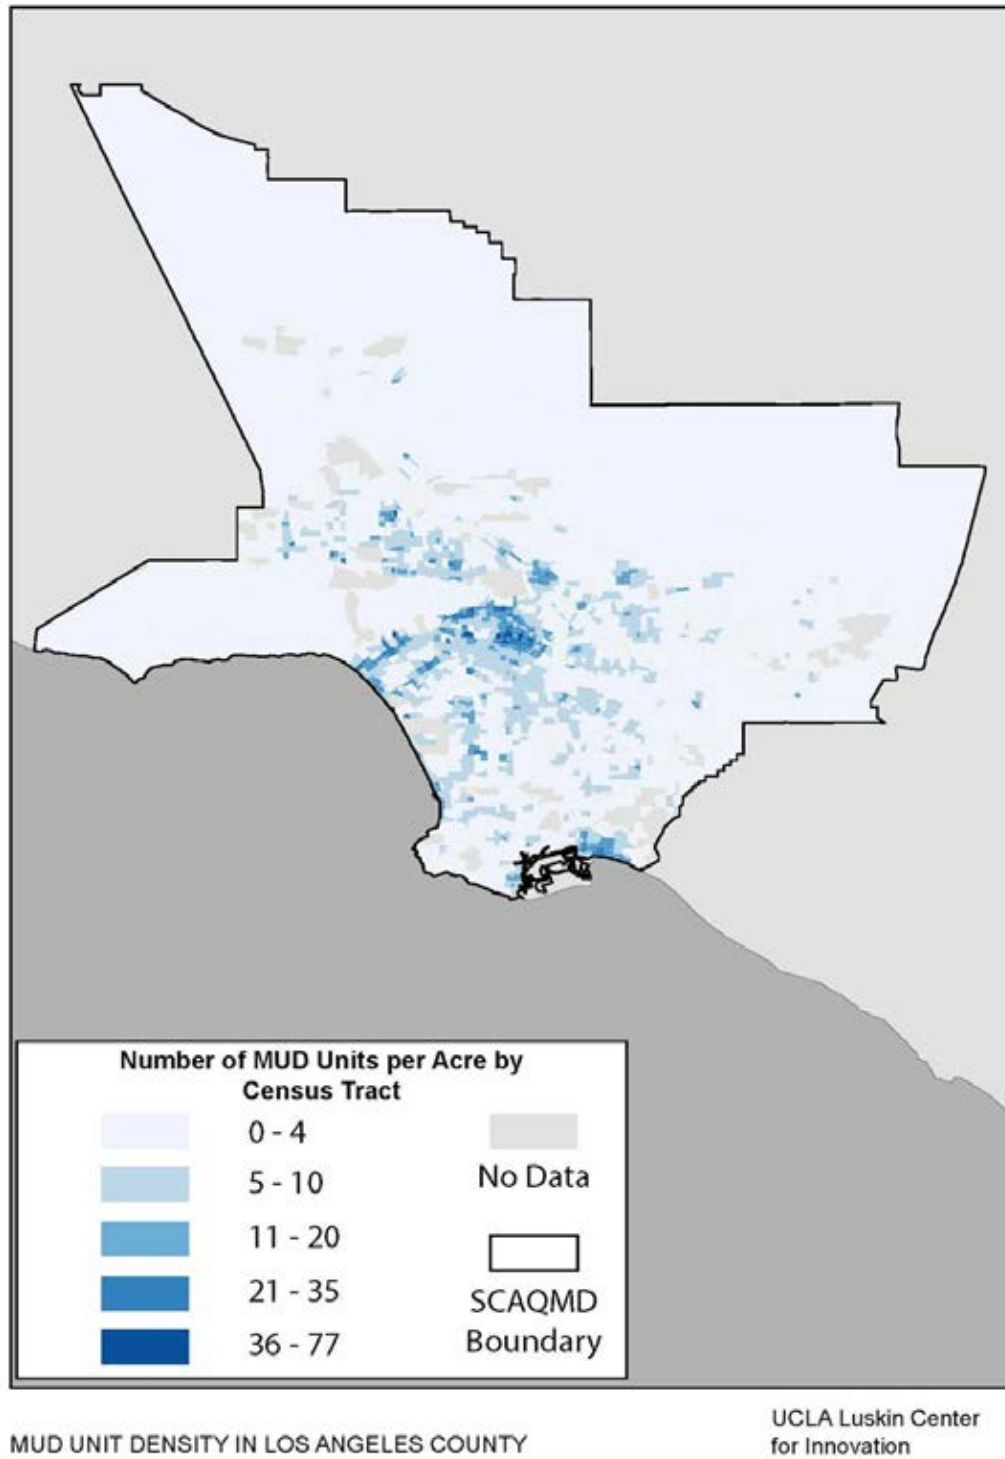 Number of MUD Units per Acre by
Census Tract
0 - 4
5 - 10
11 - 20
21 - 35
36 - 77
No Data
SCAQMD
Boundary
MUD UNIT DENSITY IN LOS ANGELES COUNTY
UCLA Luskin Center
for Innovation